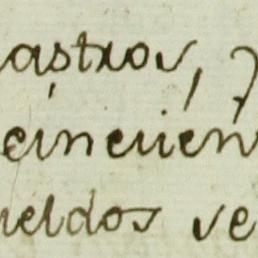 astros, y
cincuen
ueldos ve